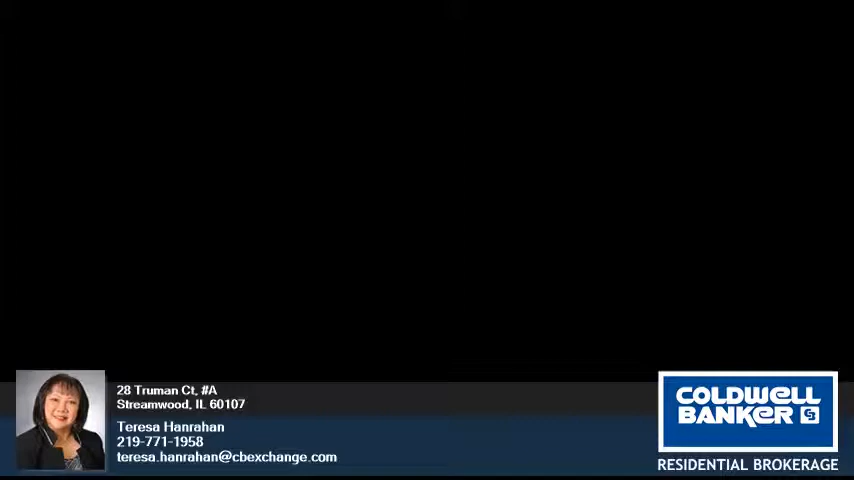 28 Truman Ct, #A
Streamwood, IL 60107
Teresa Hanrahan
219-771-1958
teresa.hanrahan@cbexchange.com
COLDWELL
BANKER CB
RESIDENTIAL BROKERAGE